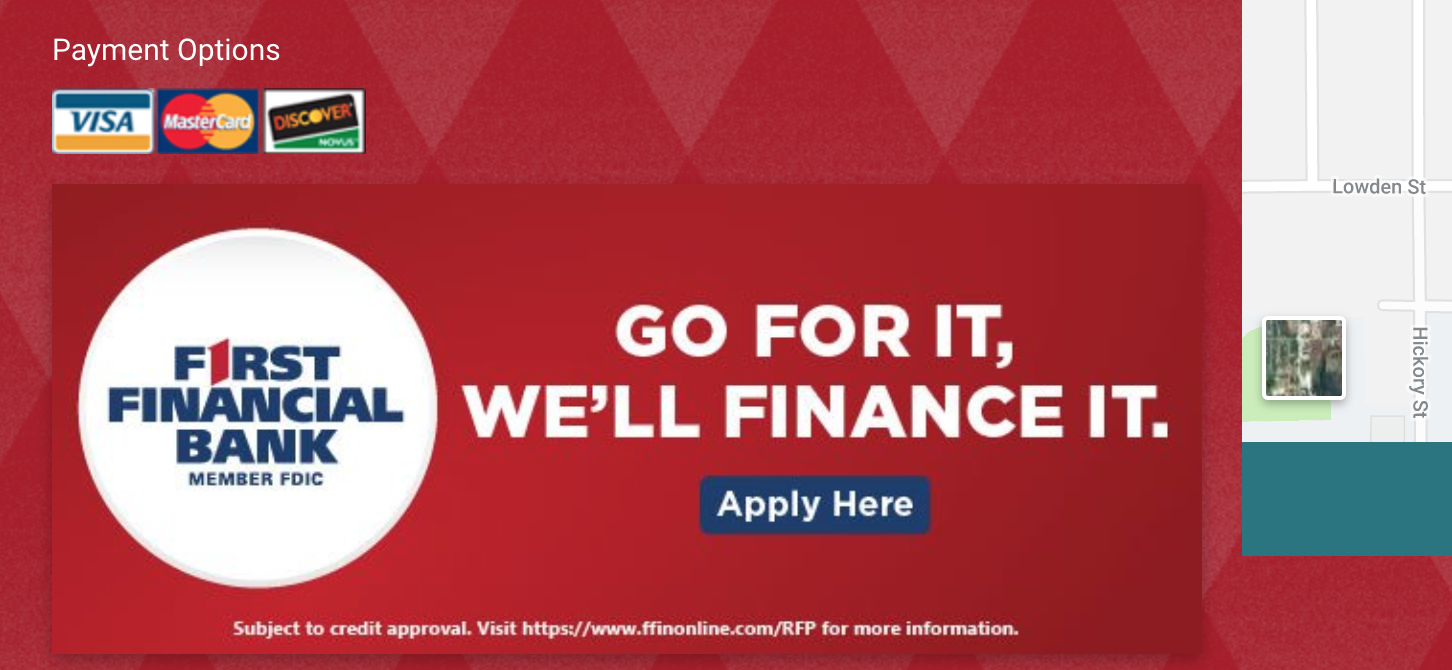 Payment Options
VISA
MasterCard
DISCOVER
NOVUS
FIRST
FINANCIAL
BANK
MEMBER FDIC
GO FOR IT,
WE'LL FINANCE IT.
Apply Here
Subject to credit approval. Visit https://www.ffinonline.com/RFP for more information.
Lowden St
Hickory St